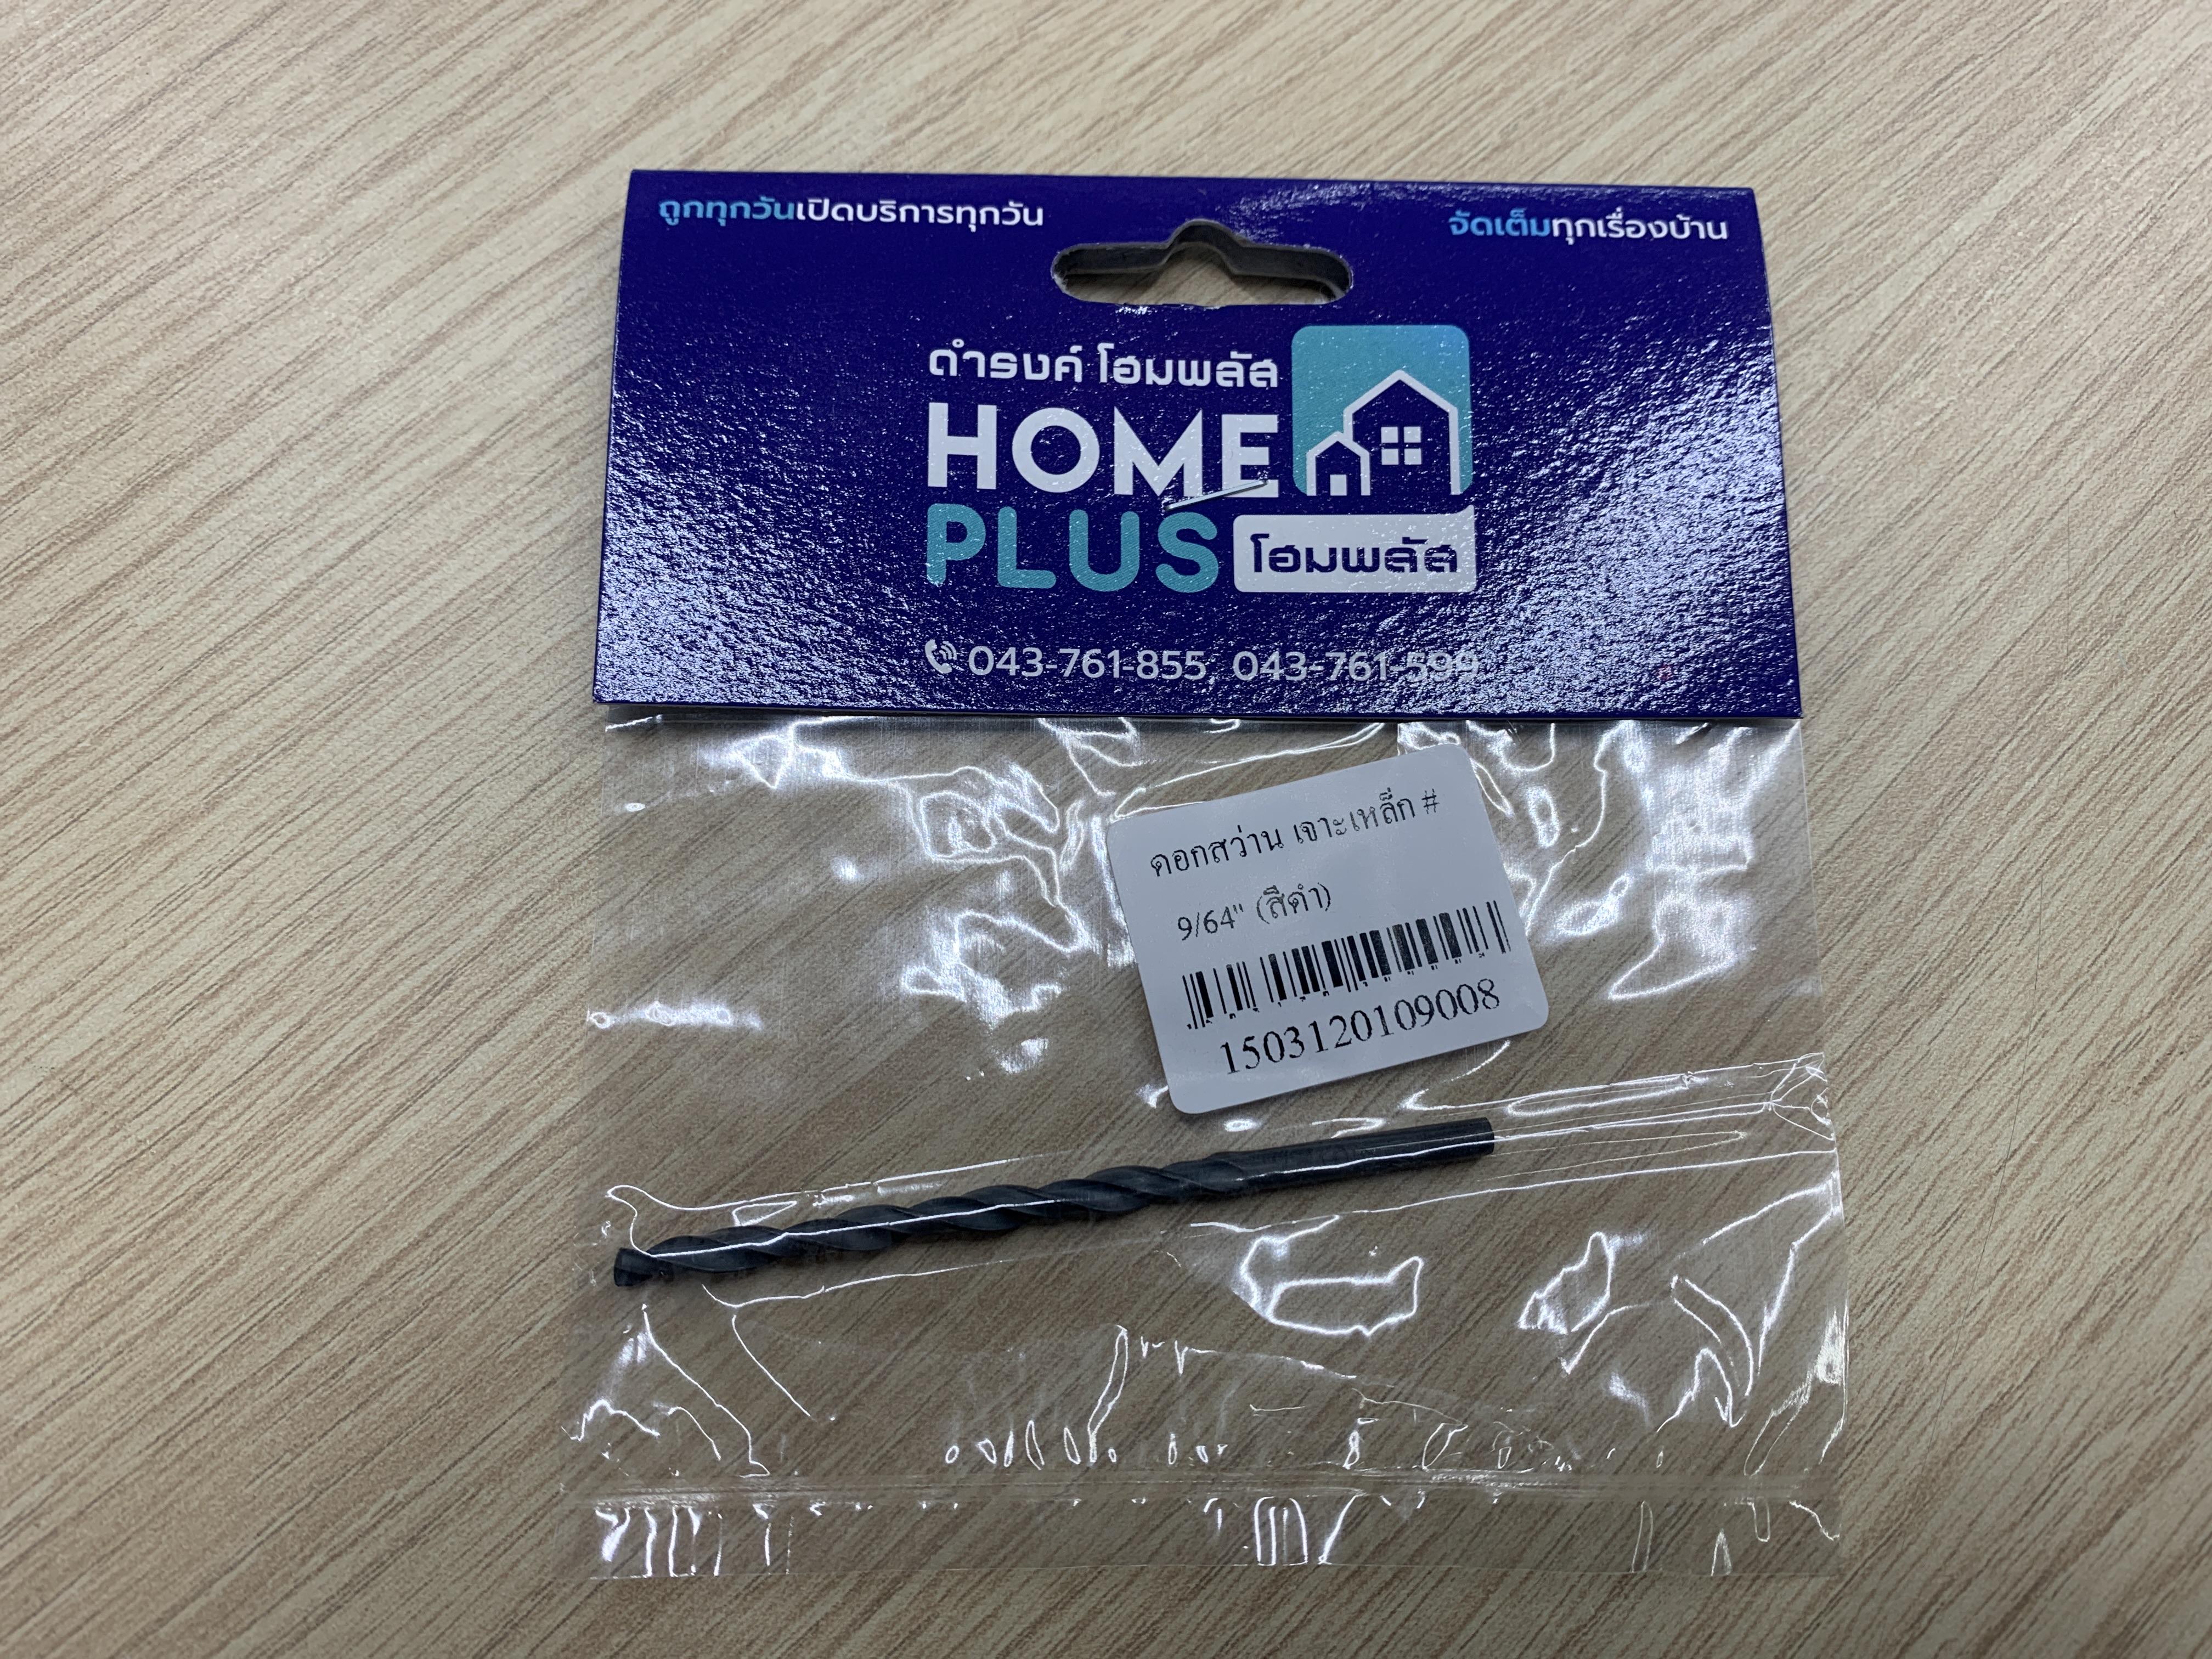 ถูกทุกวันเปิดบริการทุกวัน
จัดเต็มทุกเรื่องบ้าน
ดำรงค์ โฮมพลัส
HOME
PLUS โฮมพลัส
043-761-855, 043-761-599
ดอกสว่าน เจาะเหล็ก #
9/64" (สีดำ)
1503120109008